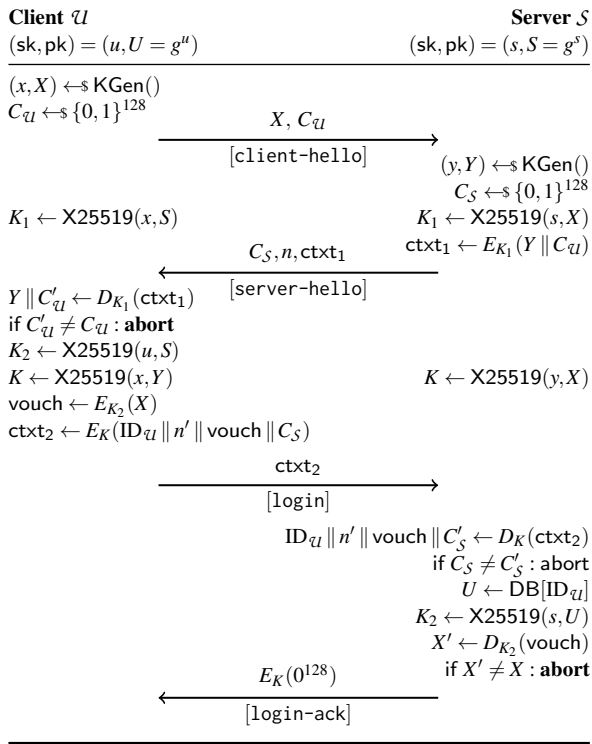 Client 𝒰 Server 𝒮
(sk, pk) = (u, U = g^u) (sk, pk) = (s, S = g^s)
(x, X) ←$ KGen()
C_𝒰 ←$ {0,1}^128
X, C_𝒰
[client-hello]
(y, Y) ←$ KGen()
C_𝒮 ←$ {0,1}^128
K_1 ← X25519(x, S) K_1 ← X25519(s, X)
ctxt_1 ← E_{K_1}(Y ‖ C_𝒰)
C_𝒮, n, ctxt_1
[server-hello]
Y ‖ C′_𝒰 ← D_{K_1}(ctxt_1)
if C′_𝒰 ≠ C_𝒰 : abort
K_2 ← X25519(u, S)
K ← X25519(x, Y) K ← X25519(y, X)
vouch ← E_{K_2}(X)
ctxt_2 ← E_K(ID_𝒰 ‖ n′ ‖ vouch ‖ C_𝒮)
ctxt_2
[login]
ID_𝒰 ‖ n′ ‖ vouch ‖ C′_𝒮 ← D_K(ctxt_2)
if C_𝒮 ≠ C′_𝒮 : abort
U ← DB[ID_𝒰]
K_2 ← X25519(s, U)
X′ ← D_{K_2}(vouch)
if X′ ≠ X : abort
E_K(0^128)
[login-ack]